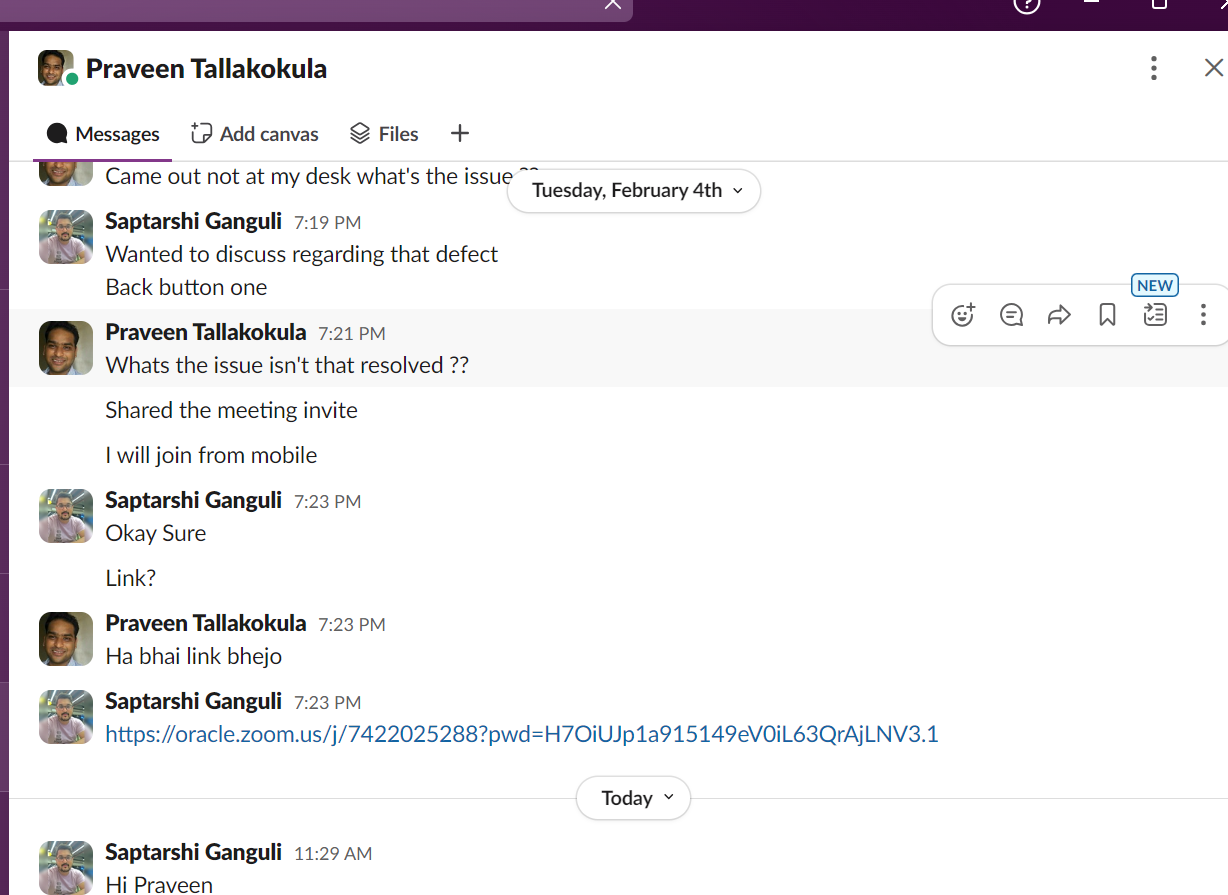 Praveen Tallakokula
Messages
Add canvas
Files
Came out not at my desk what's the issue ??
Tuesday, February 4th
Saptarshi Ganguli 7:19 PM
Wanted to discuss regarding that defect
Back button one
NEW
Praveen Tallakokula 7:21 PM
Whats the issue isn't that resolved ??
Shared the meeting invite
I will join from mobile
Saptarshi Ganguli 7:23 PM
Okay Sure
Link?
Praveen Tallakokula 7:23 PM
Ha bhai link bhejo
Saptarshi Ganguli 7:23 PM
https://oracle.zoom.us/j/7422025288?pwd=H7OiUJp1a915149eV0iL63QrAjLNV3.1
Today
Saptarshi Ganguli 11:29 AM
Hi Praveen